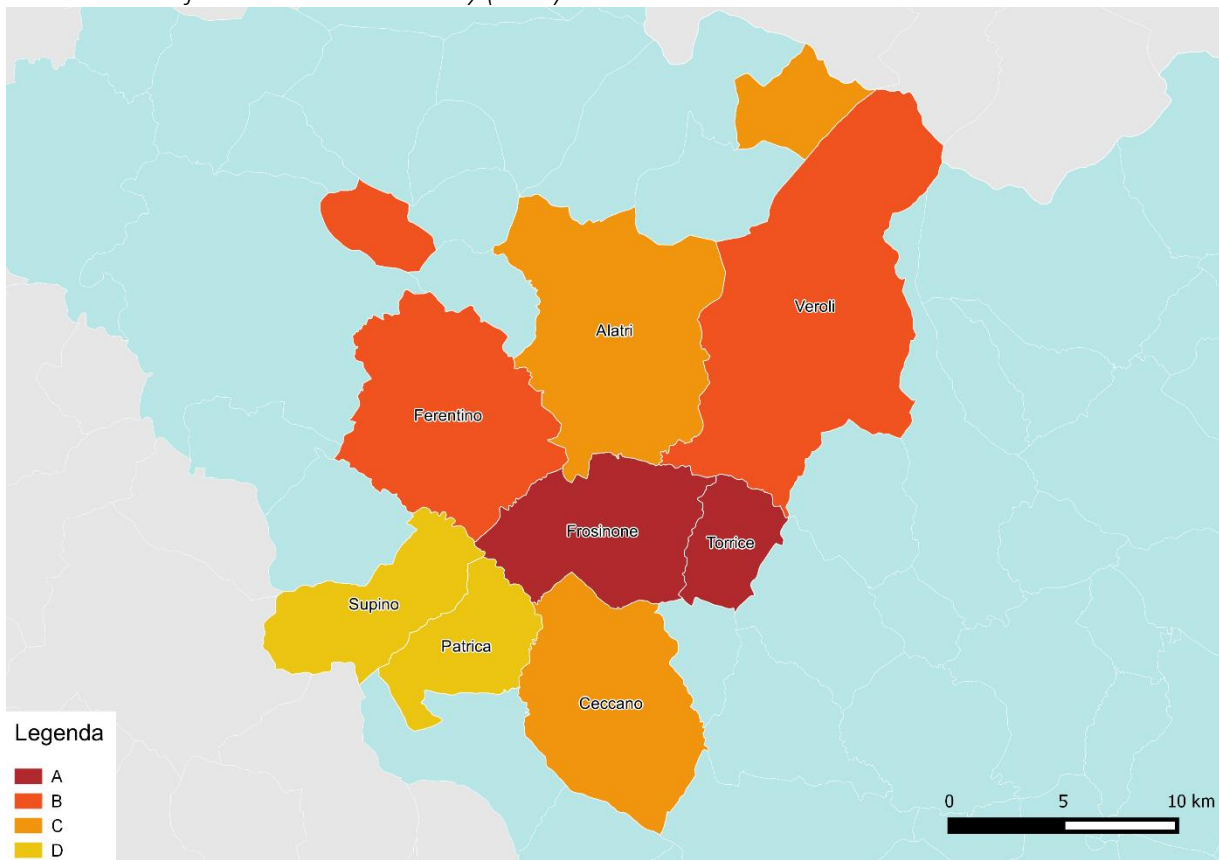 Veroli
Alatri
Ferentino
Frosinone
Torrice
Supino
Patrica
Ceccano
Legenda
A
B
C
D
0 5 10 km